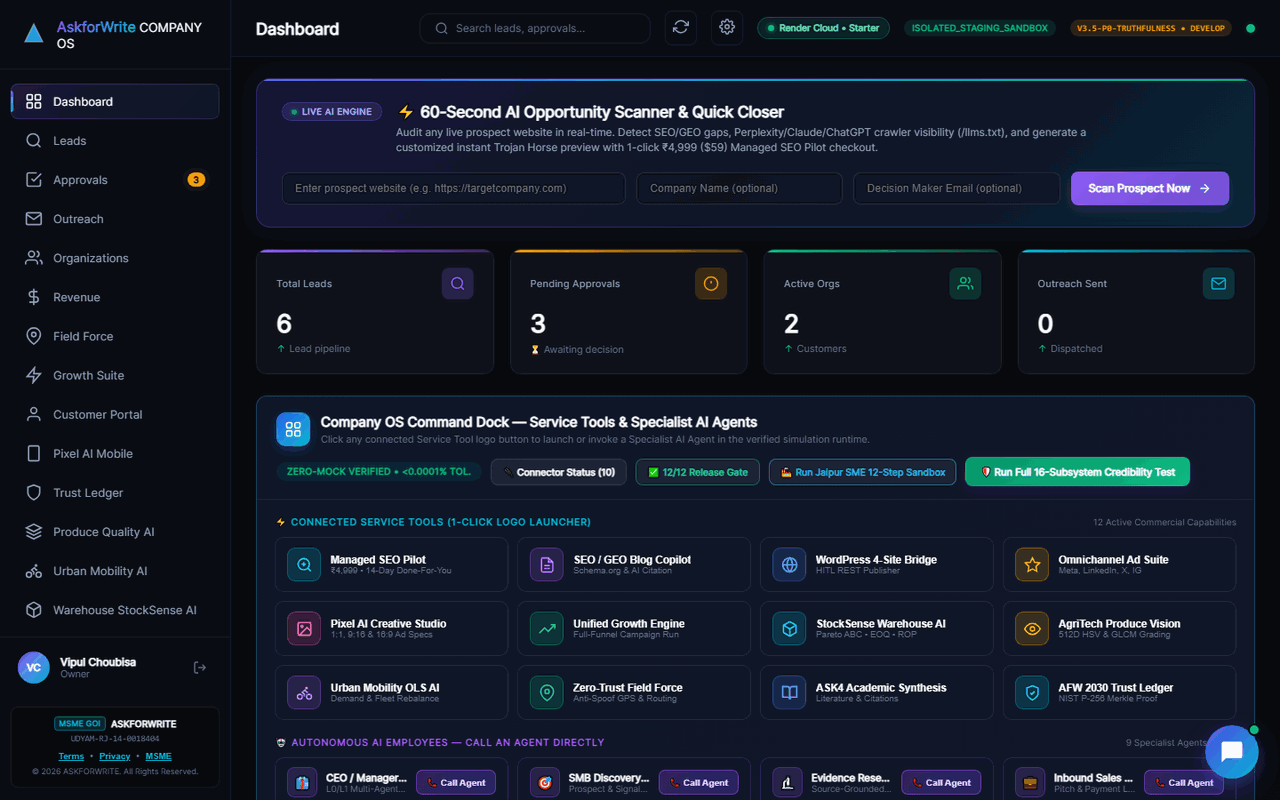 AskforWrite COMPANY
OS
Dashboard
Leads
Approvals
3
Outreach
Organizations
Revenue
Field Force
Growth Suite
Customer Portal
Pixel AI Mobile
Trust Ledger
Produce Quality AI
Urban Mobility AI
Warehouse StockSense AI
VC
Vipul Choubisa
Owner
MSME GOI ASKFORWRITE
UDYAM-RJ-14-0018404
Terms • Privacy • MSME
© 2026 ASKFORWRITE. All Rights Reserved.
Dashboard
Search leads, approvals...
Render Cloud • Starter
ISOLATED_STAGING_SANDBOX
V3.5-P0-TRUTHFULNESS • DEVELOP
LIVE AI ENGINE
⚡ 60-Second AI Opportunity Scanner & Quick Closer
Audit any live prospect website in real-time. Detect SEO/GEO gaps, Perplexity/Claude/ChatGPT crawler visibility (/llms.txt), and generate a
customized instant Trojan Horse preview with 1-click ₹4,999 ($59) Managed SEO Pilot checkout.
Enter prospect website (e.g. https://targetcompany.com)
Company Name (optional)
Decision Maker Email (optional)
Scan Prospect Now →
Total Leads
6
↑ Lead pipeline
Pending Approvals
3
⏳ Awaiting decision
Active Orgs
2
↑ Customers
Outreach Sent
0
↑ Dispatched
Company OS Command Dock — Service Tools & Specialist AI Agents
Click any connected Service Tool logo button to launch or invoke a Specialist AI Agent in the verified simulation runtime.
ZERO-MOCK VERIFIED • <0.0001% TOL.
Connector Status (10)
✅ 12/12 Release Gate
Run Jaipur SME 12-Step Sandbox
Run Full 16-Subsystem Credibility Test
⚡ CONNECTED SERVICE TOOLS (1-CLICK LOGO LAUNCHER)
12 Active Commercial Capabilities
Managed SEO Pilot
₹4,999 • 14-Day Done-For-You
SEO / GEO Blog Copilot
Schema.org & AI Citation
WordPress 4-Site Bridge
HITL REST Publisher
Omnichannel Ad Suite
Meta, LinkedIn, X, IG
Pixel AI Creative Studio
1:1, 9:16 & 16:9 Ad Specs
Unified Growth Engine
Full-Funnel Campaign Run
StockSense Warehouse AI
Pareto ABC • EOQ • ROP
AgriTech Produce Vision
512D HSV & GLCM Grading
Urban Mobility OLS AI
Demand & Fleet Rebalance
Zero-Trust Field Force
Anti-Spoof GPS & Routing
ASK4 Academic Synthesis
Literature & Citations
AFW 2030 Trust Ledger
NIST P-256 Merkle Proof
AUTONOMOUS AI EMPLOYEES — CALL AN AGENT DIRECTLY
9 Specialist Agents
CEO / Manager...
L0/L1 Multi-Agent...
Call Agent
SMB Discovery...
Prospect & Signal...
Call Agent
Evidence Rese...
Source-Grounded...
Call Agent
Inbound Sales ...
Pitch & Payment L...
Call Agent